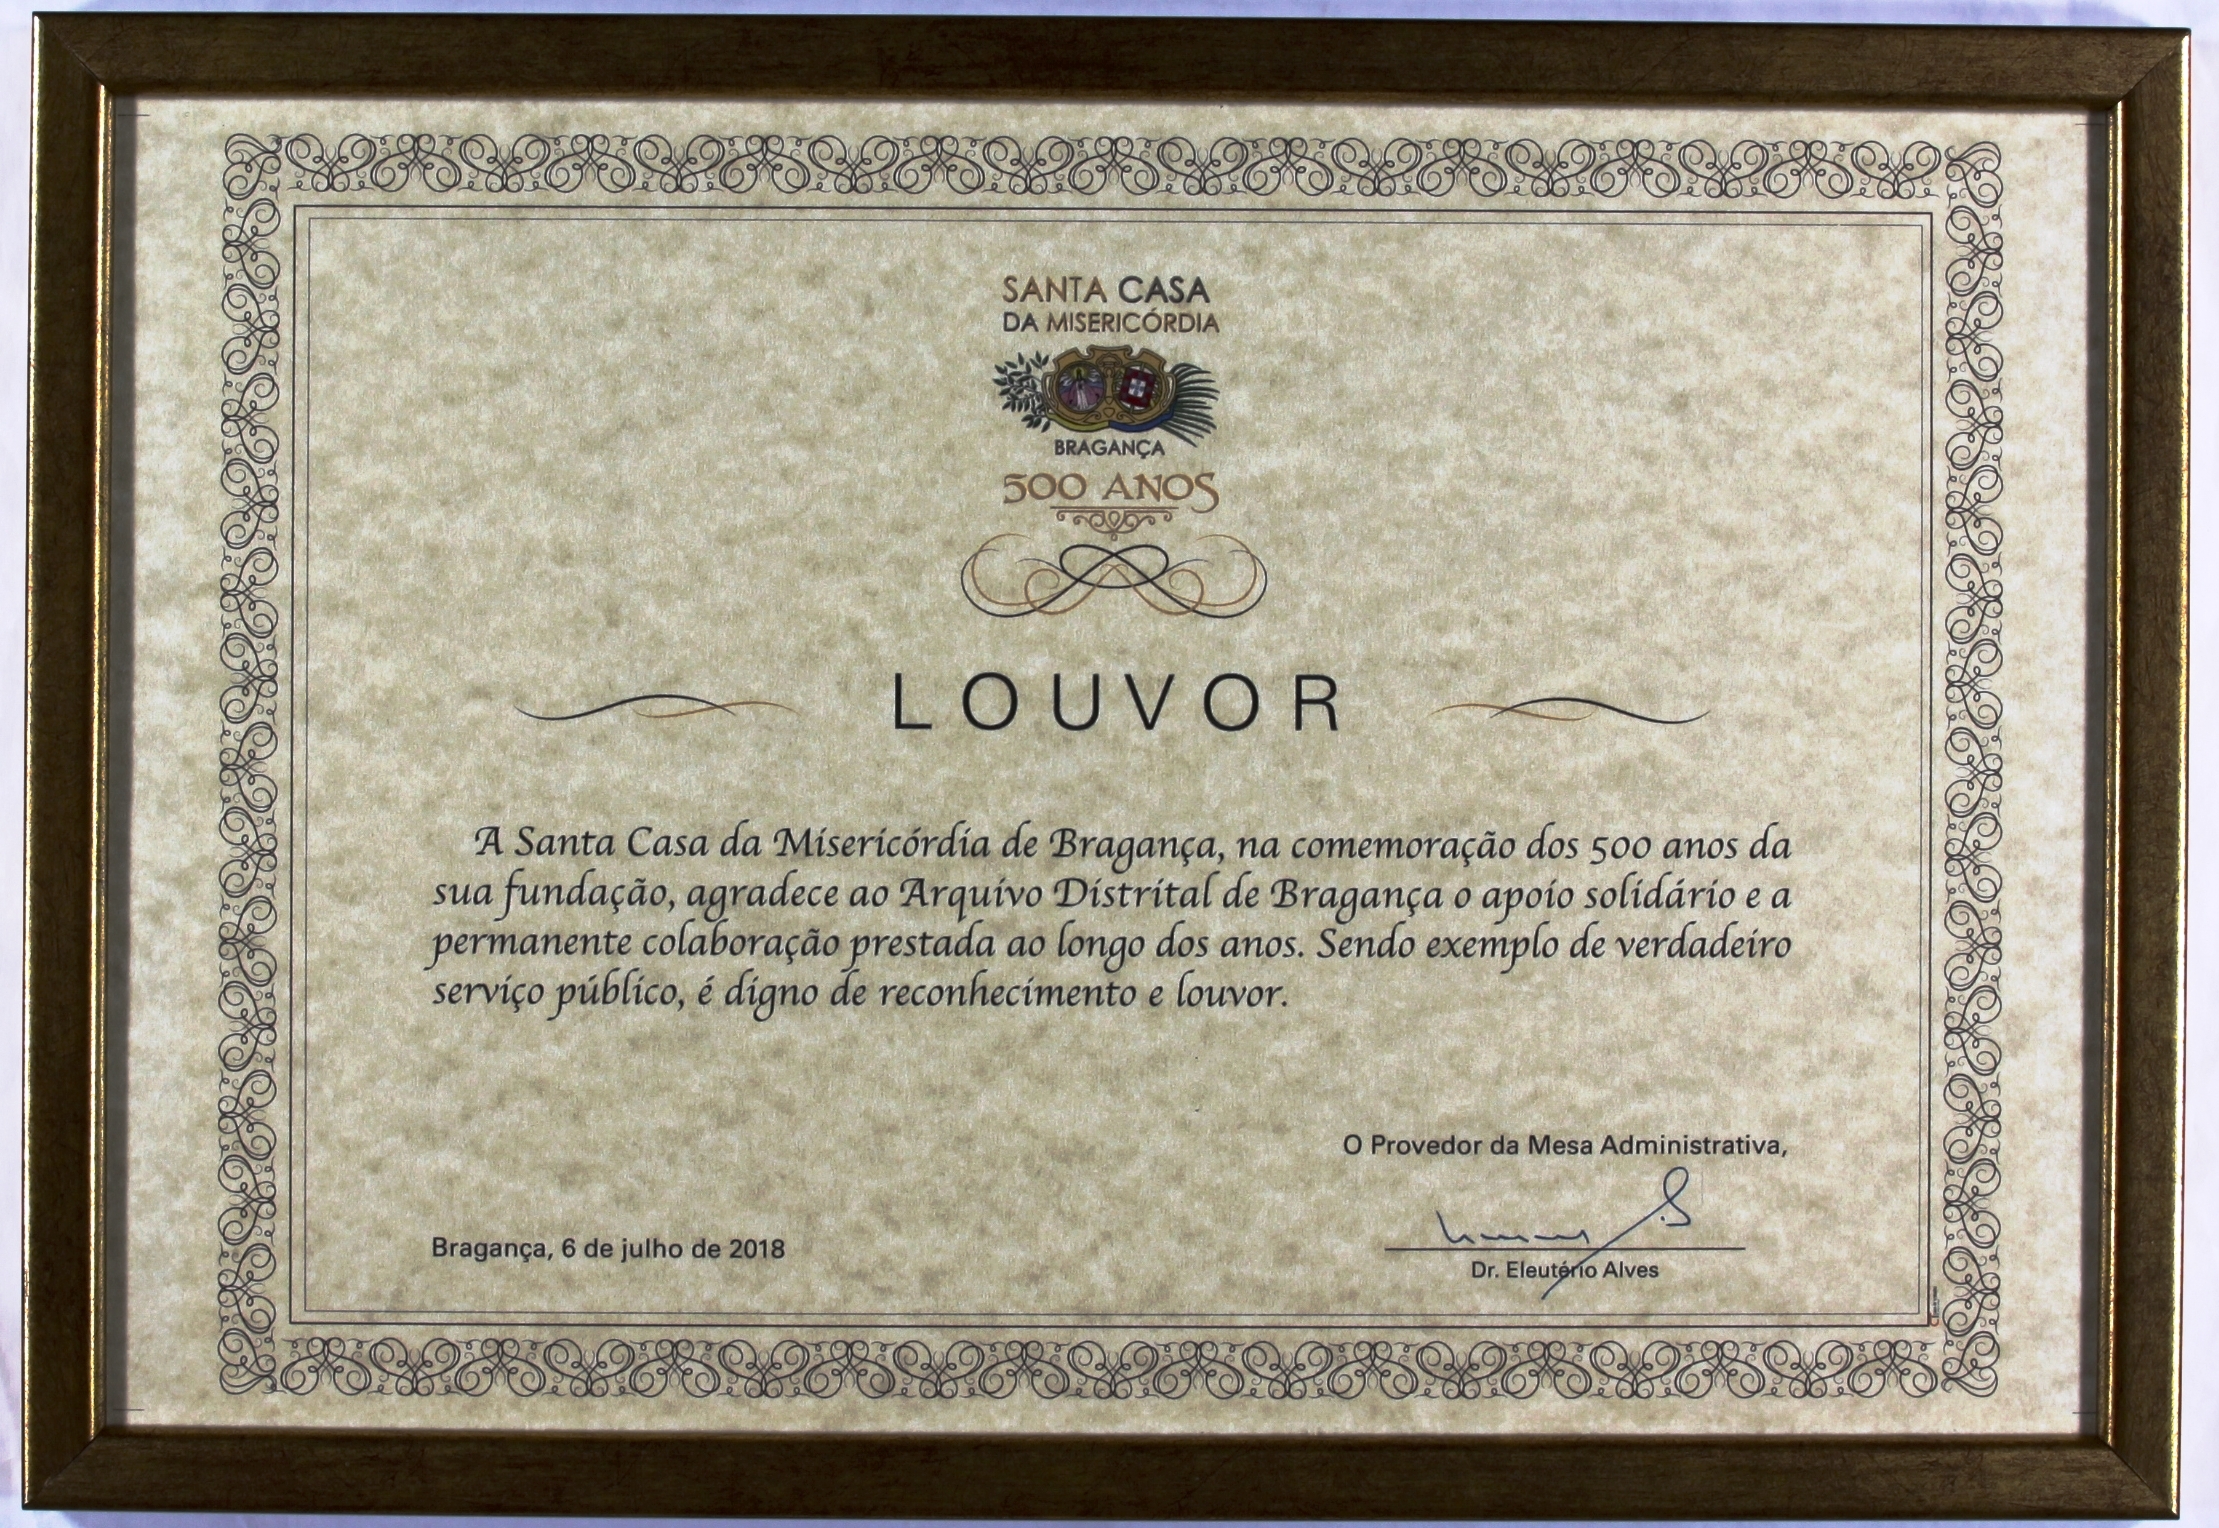 SANTA CASA
DA MISERICÓRDIA
BRAGANÇA
500 ANOS
LOUVOR
A Santa Casa da Misericórdia de Bragança, na comemoração dos 500 anos da
sua fundação, agradece ao Arquivo Distrital de Bragança o apoio solidário e a
permanente colaboração prestada ao longo dos anos. Sendo exemplo de verdadeiro
serviço público, é digno de reconhecimento e louvor.
O Provedor da Mesa Administrativa,
Bragança, 6 de julho de 2018
Dr. Eleutério Alves